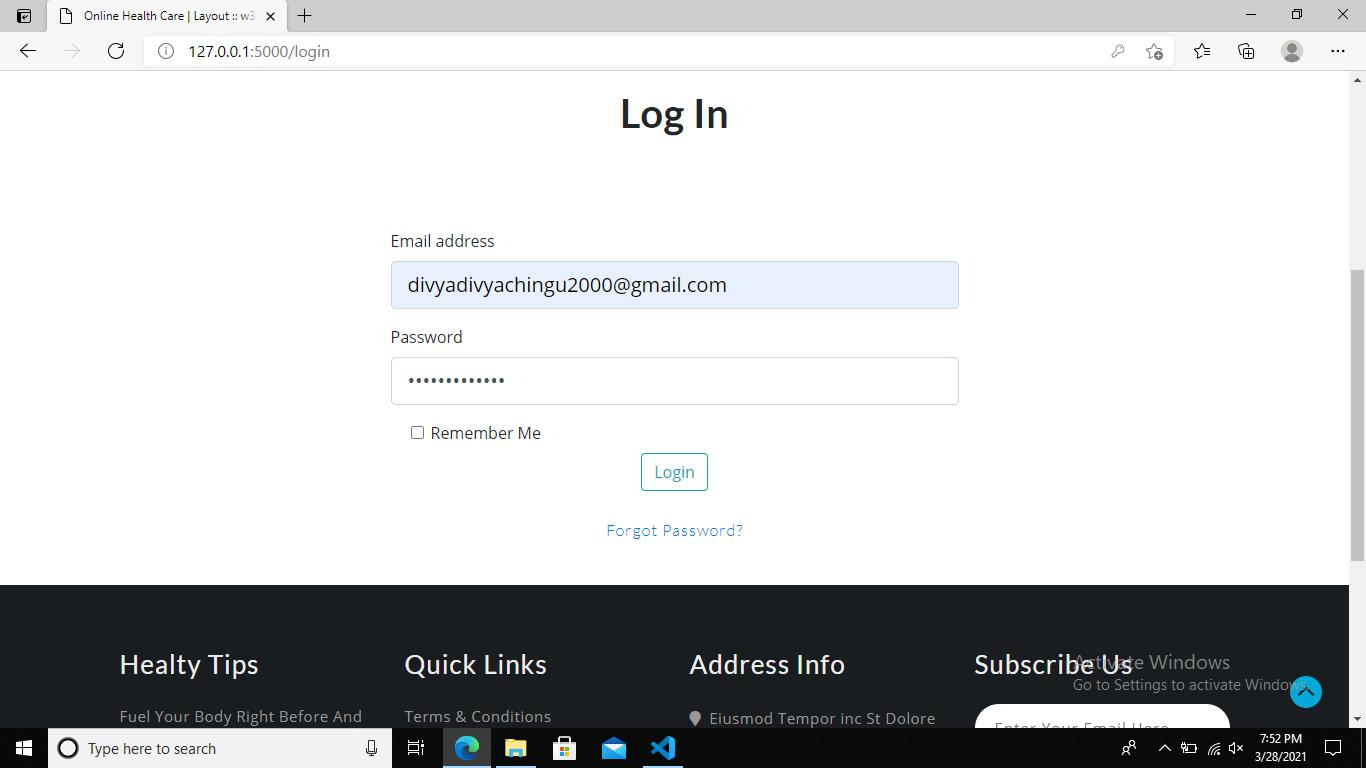 Online Health Care | Layout :: w3
127.0.0.1:5000/login
Log In
Email address
divyadivyachingu2000@gmail.com
Password
•••••••••••••
Remember Me
Login
Forgot Password?
Healty Tips
Quick Links
Address Info
Subscribe Us
Activate Windows
Go to Settings to activate Windows.
Fuel Your Body Right Before And
Terms & Conditions
Eiusmod Tempor inc St Dolore
Enter Your Email Here
Type here to search
7:52 PM
3/28/2021